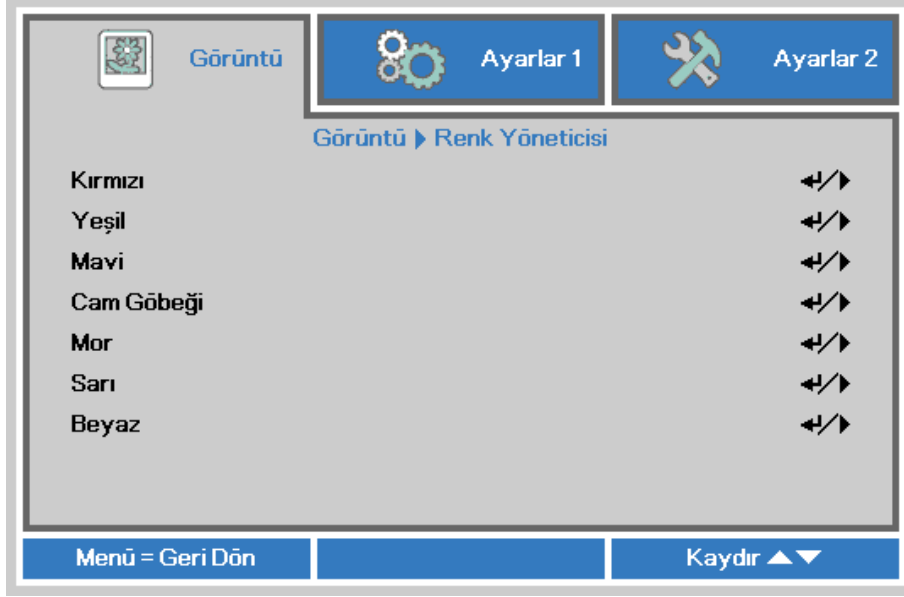 Görüntü
Ayarlar 1
Ayarlar 2
Görüntü ▶ Renk Yöneticisi
Kırmızı ↵/▶
Yeşil ↵/▶
Mavi ↵/▶
Cam Göbeği ↵/▶
Mor ↵/▶
Sarı ↵/▶
Beyaz ↵/▶
Menü = Geri Dön
Kaydır ▲▼